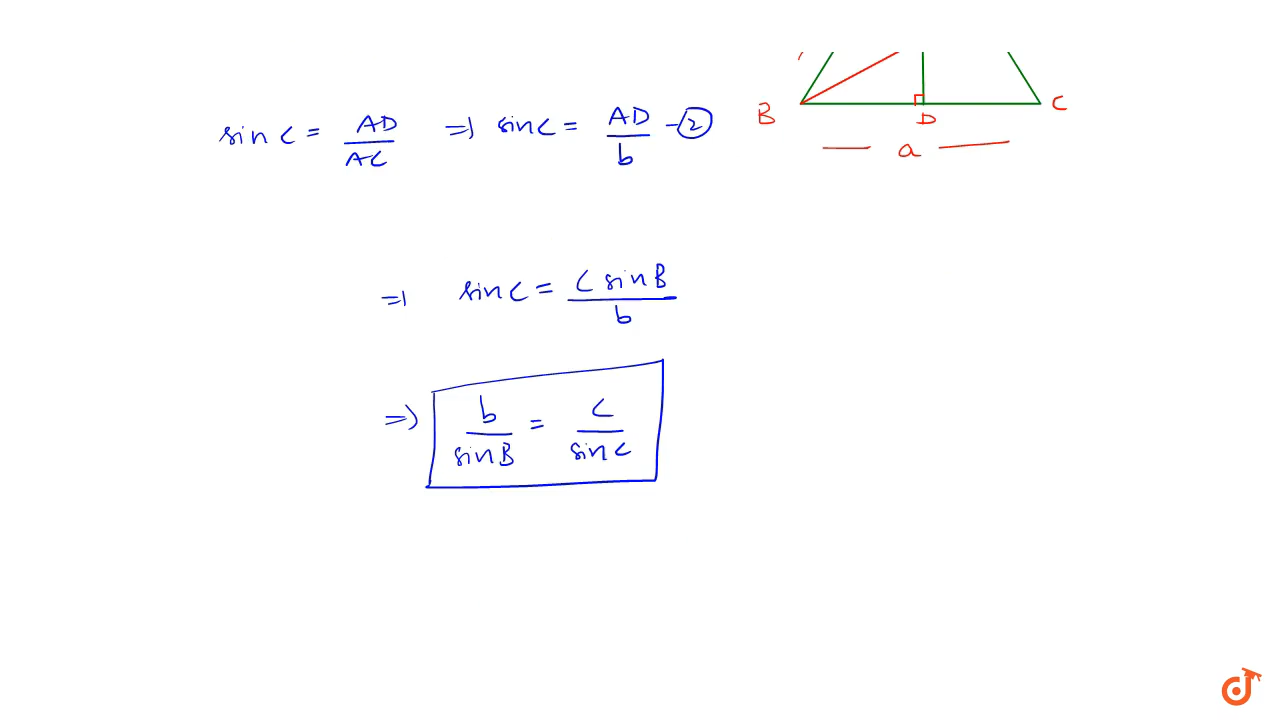 sin C = AD/AC => sin C = AD/b - ②
B D C
a
=> sin C = c sin B/b
=> b/sin B = c/sin C